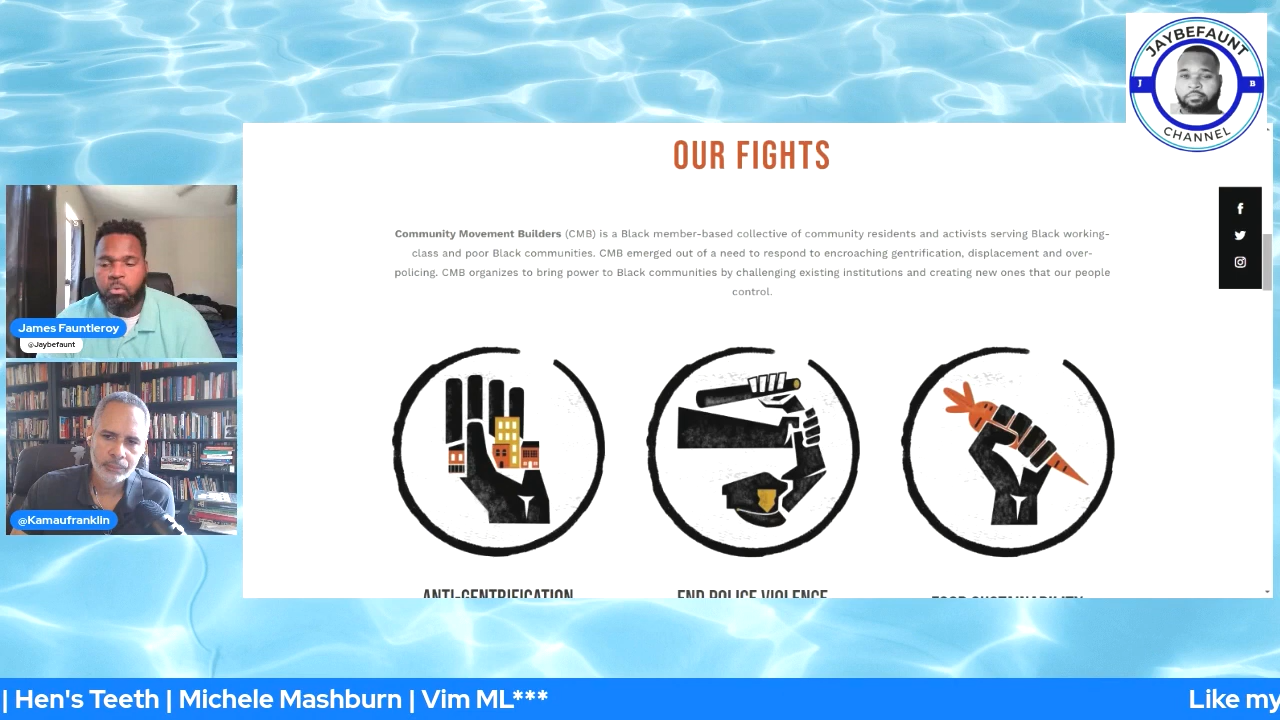 JAYBEFAUNT
J B
CHANNEL
OUR FIGHTS
Community Movement Builders (CMB) is a Black member-based collective of community residents and activists serving Black working-
class and poor Black communities. CMB emerged out of a need to respond to encroaching gentrification, displacement and over-
policing. CMB organizes to bring power to Black communities by challenging existing institutions and creating new ones that our people
control.
James Fauntleroy
@Jaybefaunt
@Kamaufranklin
ANTI-GENTRIFICATION
END POLICE VIOLENCE
FOOD SUSTAINABILITY
| Hen's Teeth | Michele Mashburn | Vim ML***
Like my